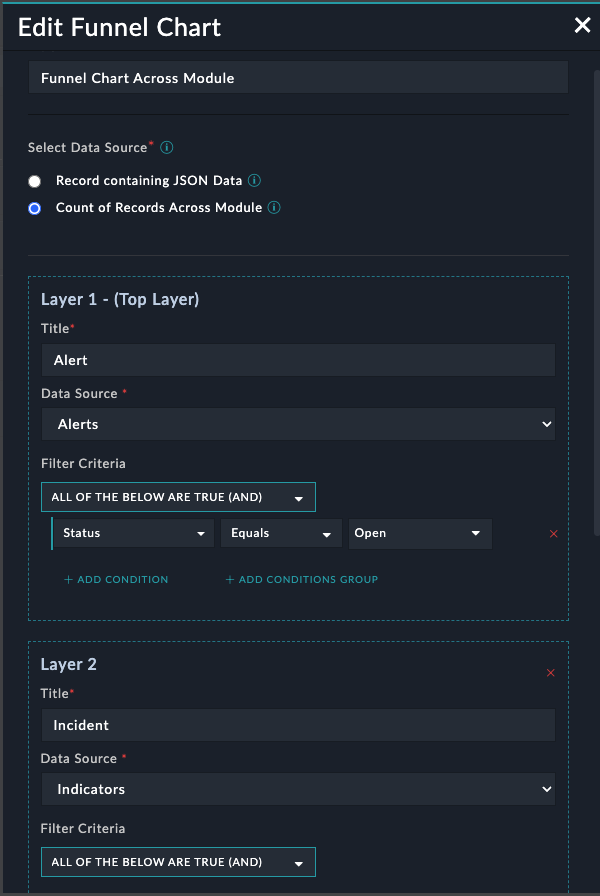 Edit Funnel Chart
Funnel Chart Across Module
Select Data Source*
Record containing JSON Data
Count of Records Across Module
Layer 1 - (Top Layer)
Title*
Alert
Data Source *
Alerts
Filter Criteria
ALL OF THE BELOW ARE TRUE (AND)
Status Equals Open
+ ADD CONDITION + ADD CONDITIONS GROUP
Layer 2
Title*
Incident
Data Source *
Indicators
Filter Criteria
ALL OF THE BELOW ARE TRUE (AND)